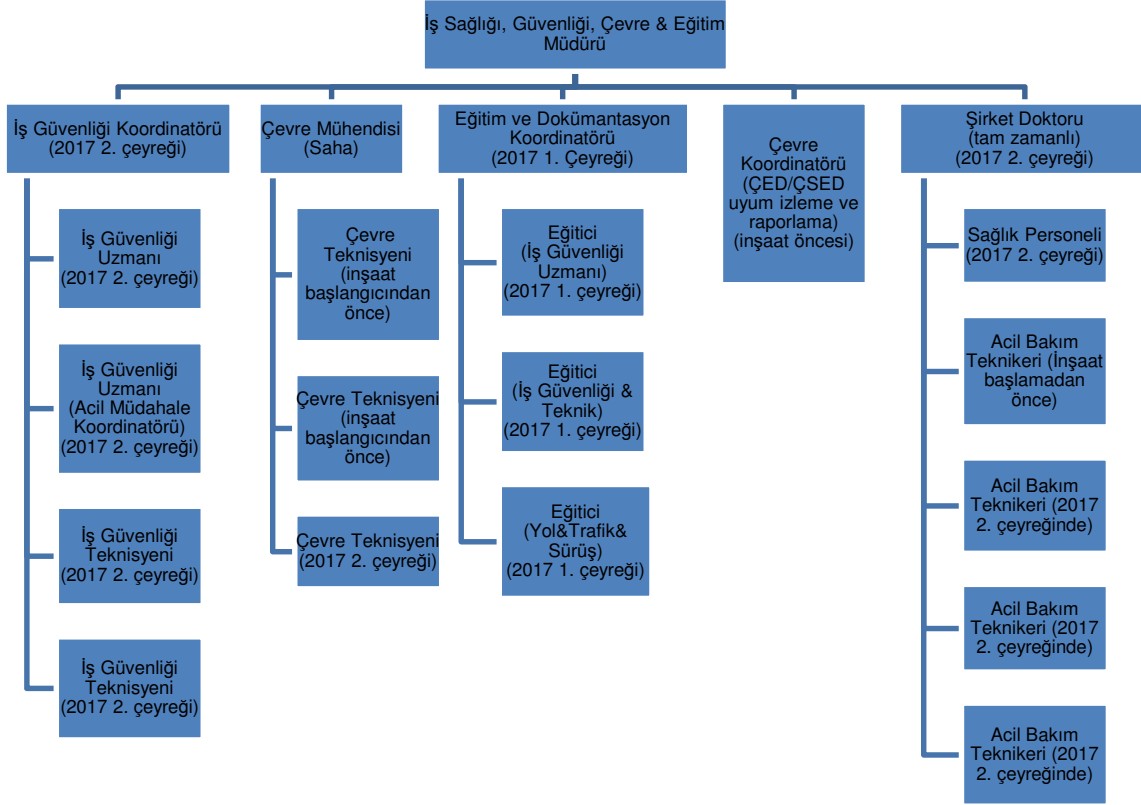 İş Sağlığı, Güvenliği, Çevre & Eğitim
Müdürü
İş Güvenliği Koordinatörü
(2017 2. çeyreği)
İş Güvenliği
Uzmanı
(2017 2. çeyreği)
İş Güvenliği
Uzmanı
(Acil Müdahale
Koordinatörü)
(2017 2. çeyreği)
İş Güvenliği
Teknisyeni
(2017 2. çeyreği)
İş Güvenliği
Teknisyeni
(2017 2. çeyreği)
Çevre Mühendisi
(Saha)
Çevre
Teknisyeni
(inşaat
başlangıcından
önce)
Çevre Teknisyeni
(inşaat
başlangıcından
önce)
Çevre Teknisyeni
(2017 2. çeyreği)
Eğitim ve Dokümantasyon
Koordinatörü
(2017 1. Çeyreği)
Eğitici
(İş Güvenliği
Uzmanı)
(2017 1. çeyreği)
Eğitici
(İş Güvenliği &
Teknik)
(2017 1. çeyreği)
Eğitici
(Yol&Trafik&
Sürüş)
(2017 1. çeyreği)
Çevre
Koordinatörü
(ÇED/ÇSED
uyum izleme ve
raporlama)
(inşaat öncesi)
Şirket Doktoru
(tam zamanlı)
(2017 2. çeyreği)
Sağlık Personeli
(2017 2. çeyreği)
Acil Bakım
Teknikeri (İnşaat
başlamadan
önce)
Acil Bakım
Teknikeri (2017
2. çeyreğinde)
Acil Bakım
Teknikeri (2017
2. çeyreğinde)
Acil Bakım
Teknikeri (2017
2. çeyreğinde)